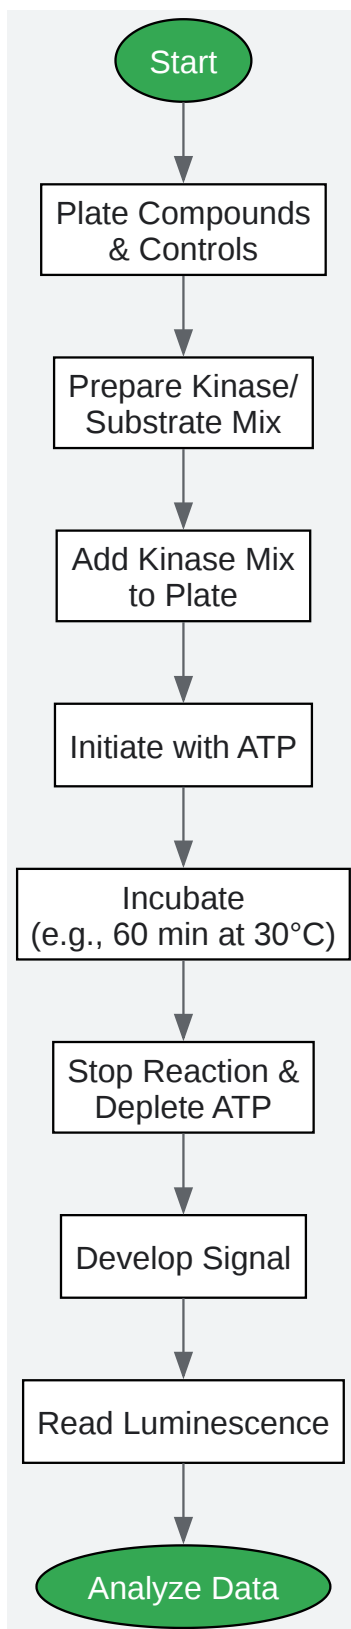 Start
Plate Compounds
& Controls
Prepare Kinase/
Substrate Mix
Add Kinase Mix
to Plate
Initiate with ATP
Incubate
(e.g., 60 min at 30°C)
Stop Reaction &
Deplete ATP
Develop Signal
Read Luminescence
Analyze Data